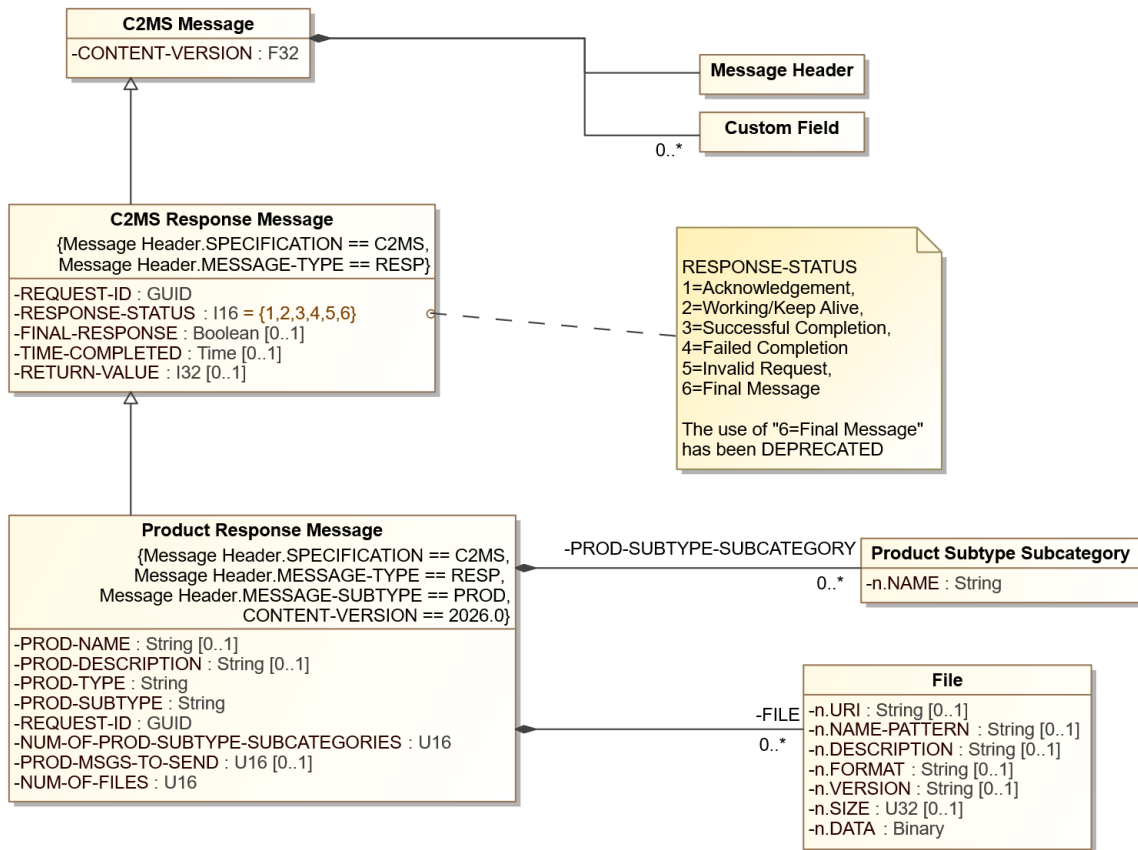 C2MS Message
-CONTENT-VERSION : F32
Message Header
Custom Field
0..*
C2MS Response Message
{Message Header.SPECIFICATION == C2MS,
Message Header.MESSAGE-TYPE == RESP}
-REQUEST-ID : GUID
-RESPONSE-STATUS : I16 = {1,2,3,4,5,6}
-FINAL-RESPONSE : Boolean [0..1]
-TIME-COMPLETED : Time [0..1]
-RETURN-VALUE : I32 [0..1]
RESPONSE-STATUS
1=Acknowledgement,
2=Working/Keep Alive,
3=Successful Completion,
4=Failed Completion
5=Invalid Request,
6=Final Message
The use of "6=Final Message"
has been DEPRECATED
Product Response Message
{Message Header.SPECIFICATION == C2MS,
Message Header.MESSAGE-TYPE == RESP,
Message Header.MESSAGE-SUBTYPE == PROD,
CONTENT-VERSION == 2026.0}
-PROD-NAME : String [0..1]
-PROD-DESCRIPTION : String [0..1]
-PROD-TYPE : String
-PROD-SUBTYPE : String
-REQUEST-ID : GUID
-NUM-OF-PROD-SUBTYPE-SUBCATEGORIES : U16
-PROD-MSGS-TO-SEND : U16 [0..1]
-NUM-OF-FILES : U16
-PROD-SUBTYPE-SUBCATEGORY
0..*
Product Subtype Subcategory
-n.NAME : String
-FILE
0..*
File
-n.URI : String [0..1]
-n.NAME-PATTERN : String [0..1]
-n.DESCRIPTION : String [0..1]
-n.FORMAT : String [0..1]
-n.VERSION : String [0..1]
-n.SIZE : U32 [0..1]
-n.DATA : Binary